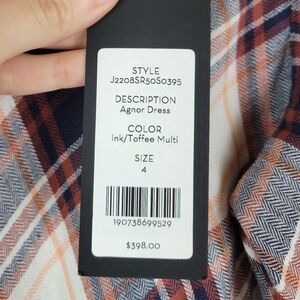 STYLE
J2208SR50S0395
DESCRIPTION
Agnor Dress
COLOR
Ink/Toffee Multi
SIZE
4
190738699529
$398.00